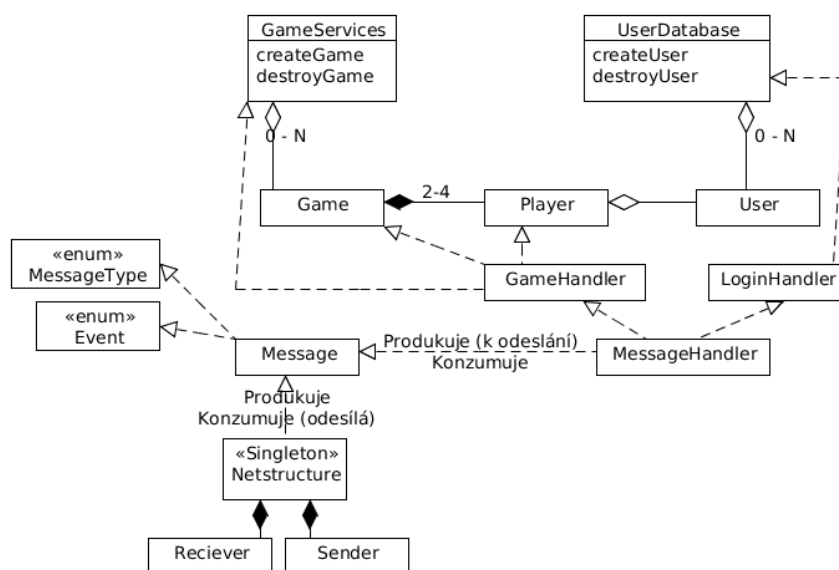 GameServices
createGame
destroyGame
UserDatabase
createUser
destroyUser
0 - N
0 - N
Game
2-4
Player
User
«enum»
MessageType
GameHandler
LoginHandler
«enum»
Event
Message
Produkuje (k odeslání)
Konzumuje
MessageHandler
Produkuje
Konzumuje (odesílá)
«Singleton»
Netstructure
Reciever
Sender